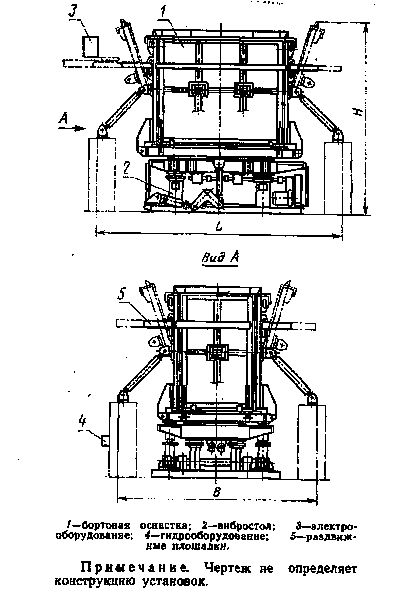 3
1
А
H
2
L
Вид А
5
4
В
1—бортовая оснастка; 2—вибростол; 3—электро-
оборудование; 4—гидрооборудование; 5—раздвиж-
ные площадки.
Примечание. Чертеж не определяет
конструкцию установок.